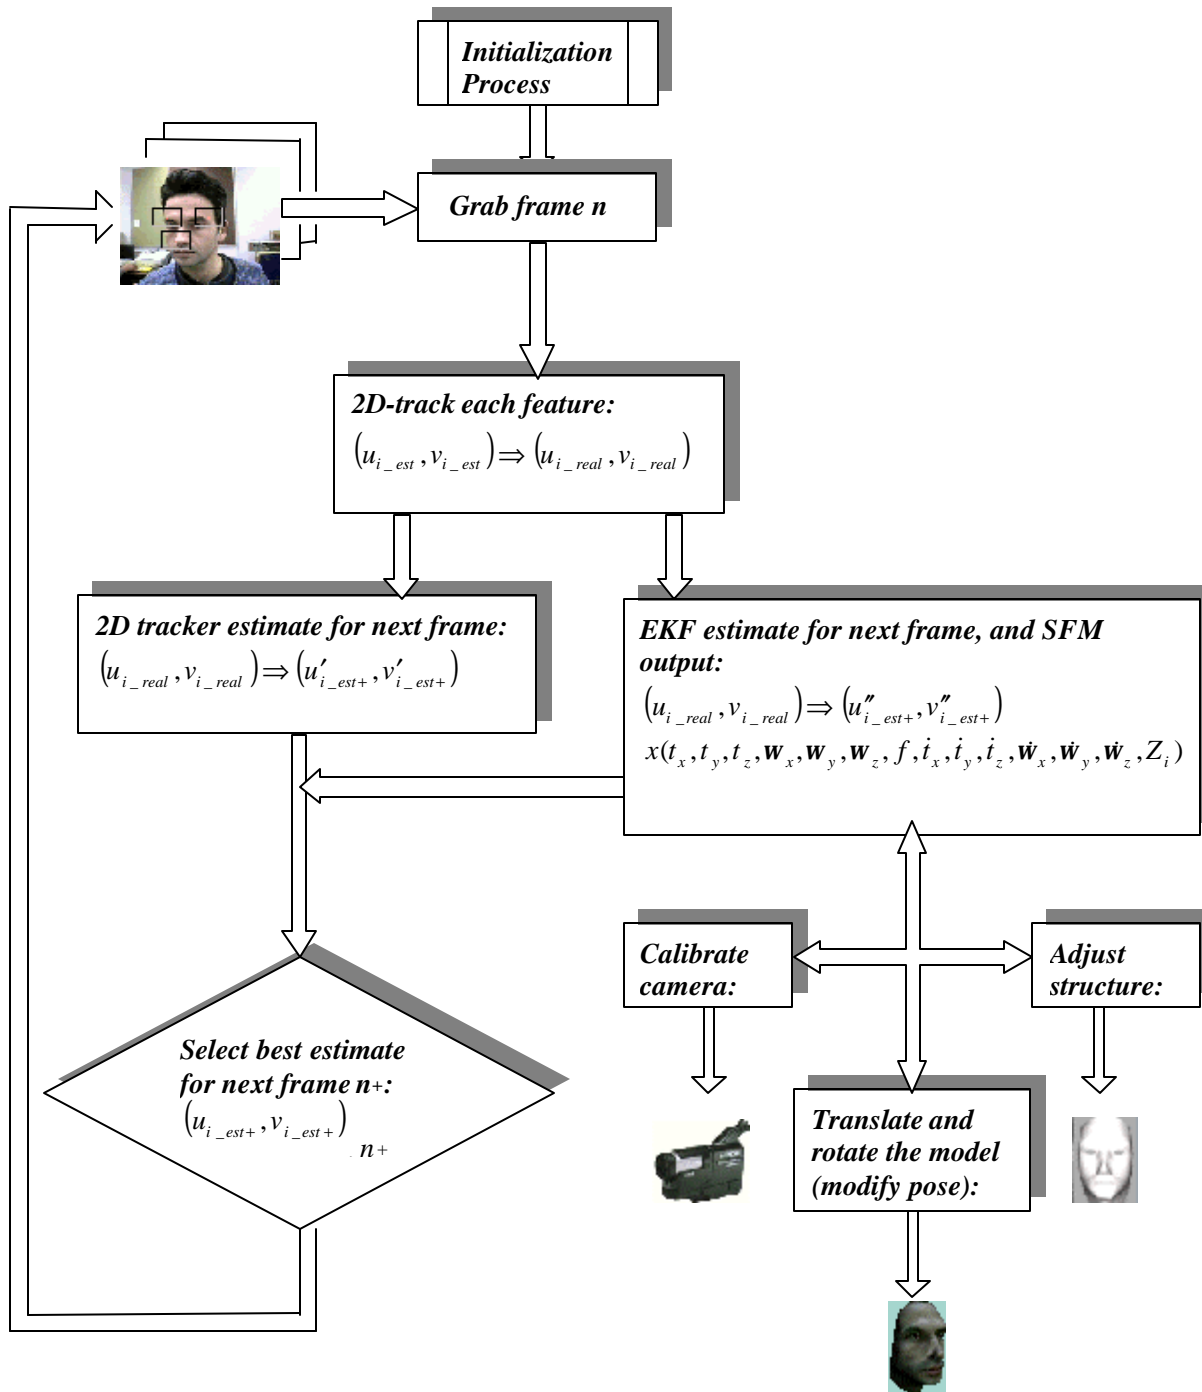 Initialization
Process
Grab frame n
2D-track each feature:
(u_{i_est}, v_{i_est}) ⇒ (u_{i_real}, v_{i_real})
2D tracker estimate for next frame:
(u_{i_real}, v_{i_real}) ⇒ (u′_{i_est+}, v′_{i_est+})
EKF estimate for next frame, and SFM
output:
(u_{i_real}, v_{i_real}) ⇒ (u″_{i_est+}, v″_{i_est+})
x(t_x, t_y, t_z, w_x, w_y, w_z, f, ṫ_x, ṫ_y, ṫ_z, ẇ_x, ẇ_y, ẇ_z, Z_i)
Calibrate
camera:
Adjust
structure:
Select best estimate
for next frame n+:
(u_{i_est+}, v_{i_est+})
. n+
Translate and
rotate the model
(modify pose):